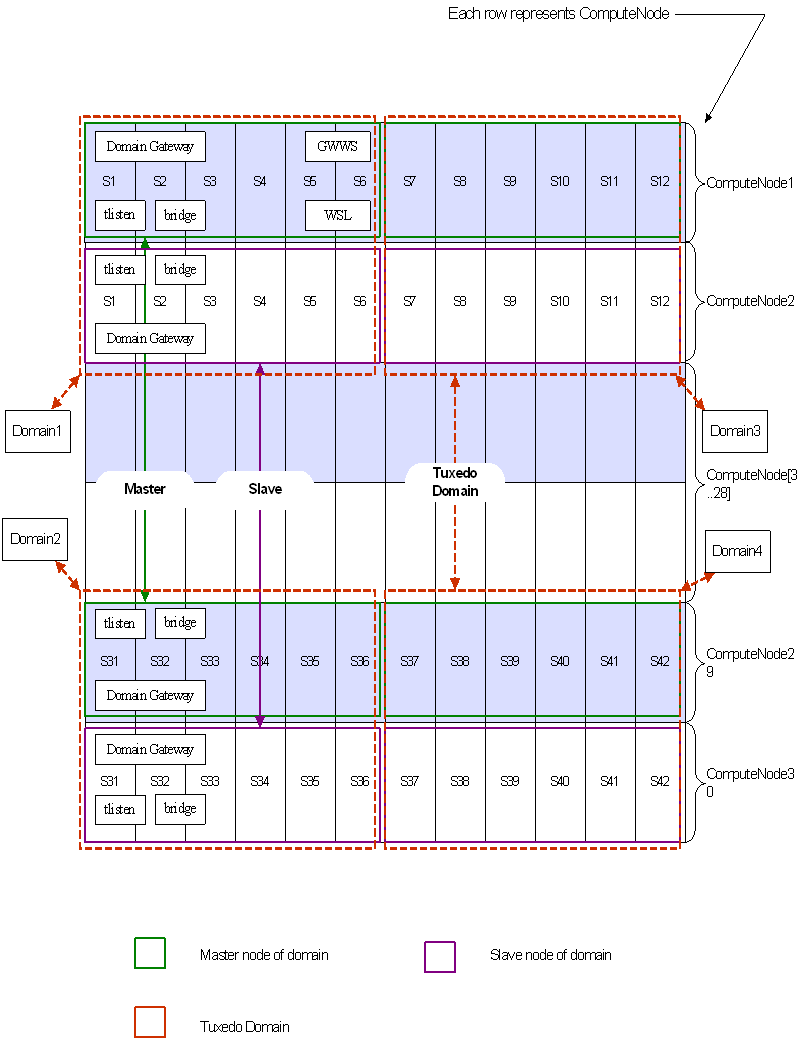 Each row represents ComputeNode
Domain Gateway
GWWS
S1 S2 S3 S4 S5 S6 S7 S8 S9 S10 S11 S12
ComputeNode1
tlisten bridge WSL
tlisten bridge
S1 S2 S3 S4 S5 S6 S7 S8 S9 S10 S11 S12
ComputeNode2
Domain Gateway
Domain1
Domain3
Master
Slave
Tuxedo
Domain
ComputeNode[3
..28]
Domain2
Domain4
tlisten bridge
S31 S32 S33 S34 S35 S36 S37 S38 S39 S40 S41 S42
ComputeNode2
9
Domain Gateway
Domain Gateway
S31 S32 S33 S34 S35 S36 S37 S38 S39 S40 S41 S42
ComputeNode3
0
tlisten bridge
Master node of domain
Slave node of domain
Tuxedo Domain